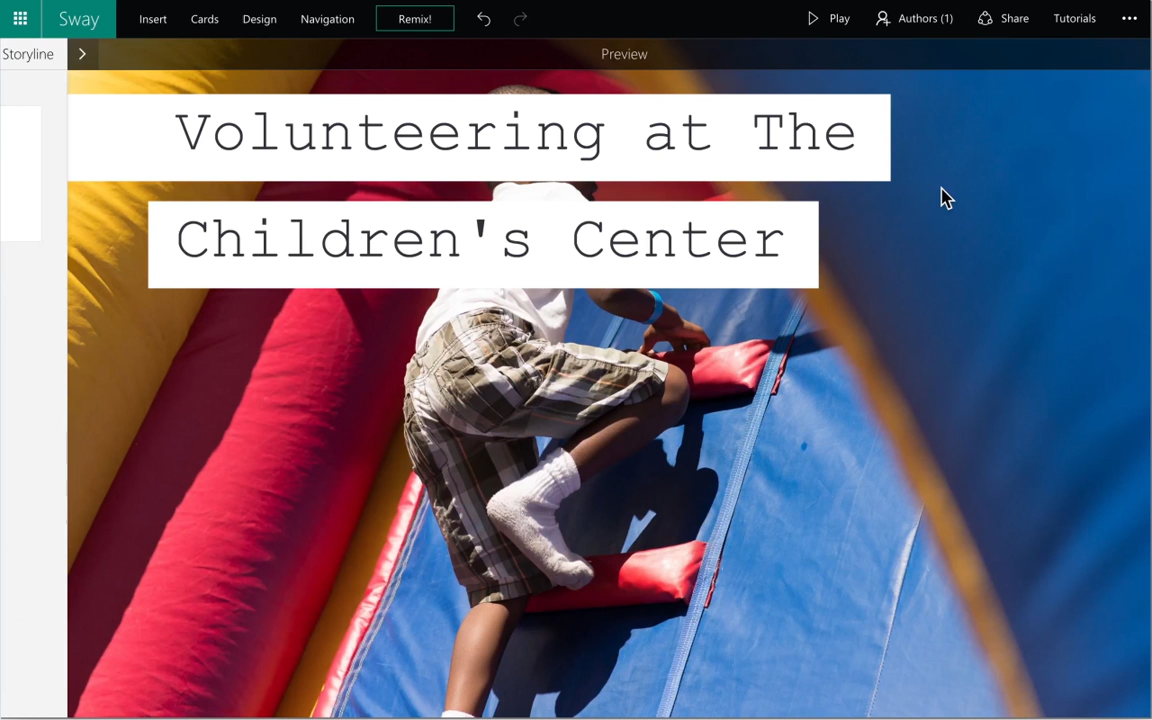 Sway Insert Cards Design Navigation Remix! Play Authors (1) Share Tutorials
Storyline Preview
Volunteering at The
Children's Center